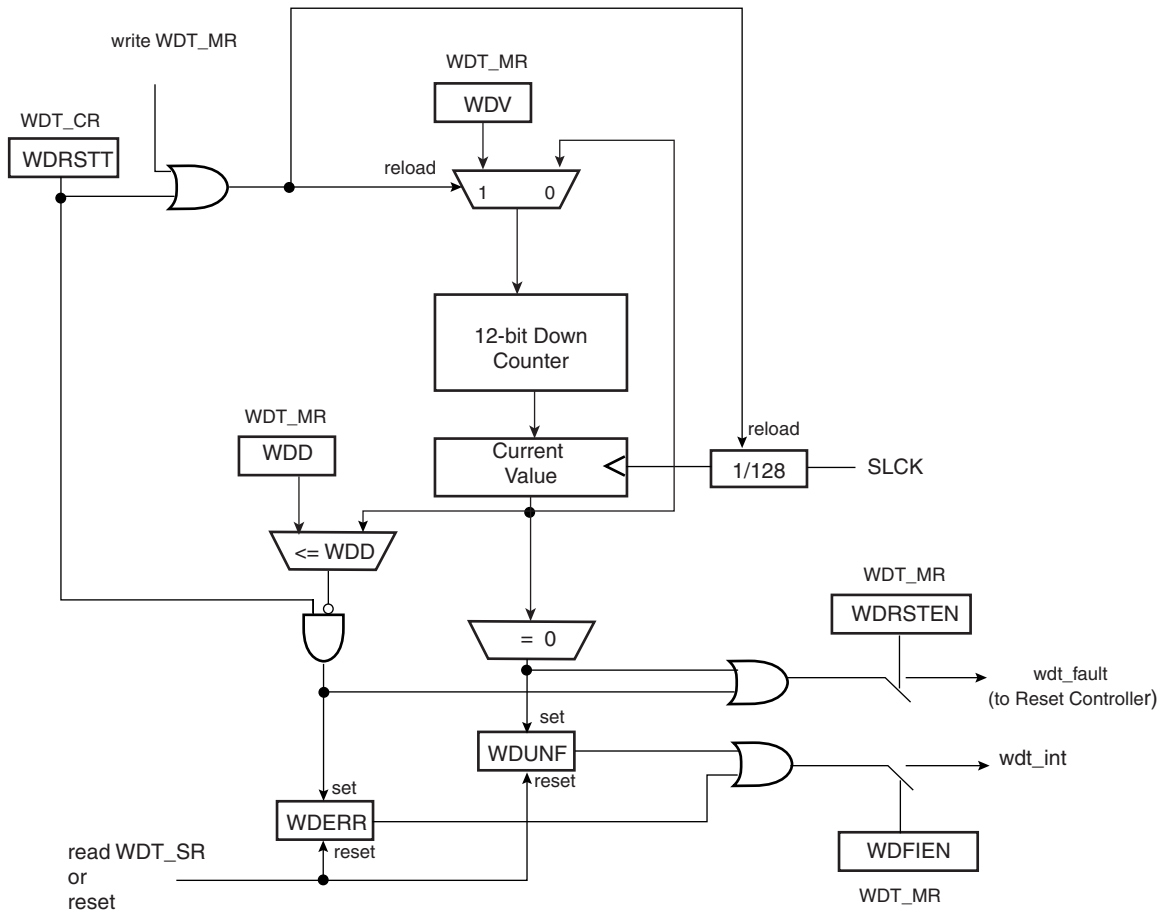 write WDT_MR
WDT_MR
WDV
WDT_CR
WDRSTT
reload
1 0
12-bit Down
Counter
WDT_MR
WDD
Current
Value
reload
1/128
SLCK
<= WDD
WDT_MR
WDRSTEN
= 0
wdt_fault
(to Reset Controller)
set
WDUNF
reset
wdt_int
set
WDERR
reset
WDFIEN
read WDT_SR
or
reset
WDT_MR